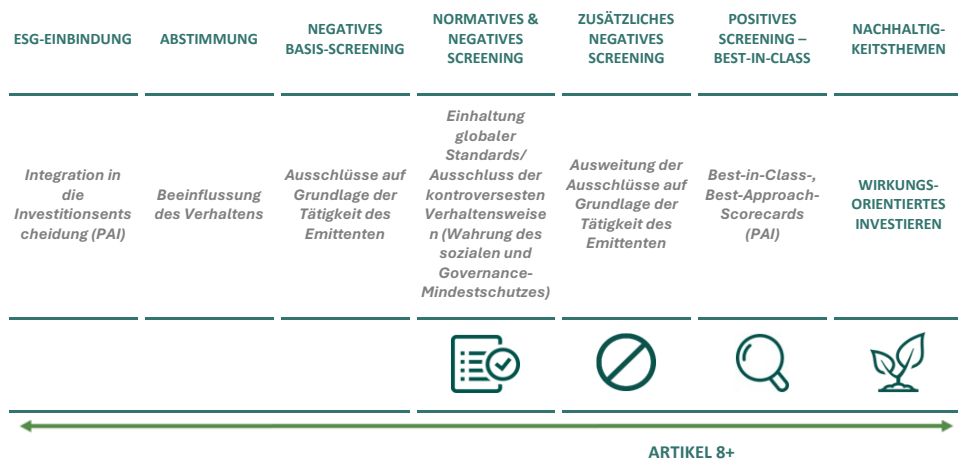 ESG-EINBINDUNG
ABSTIMMUNG
NEGATIVES
BASIS-SCREENING
NORMATIVES &
NEGATIVES
SCREENING
ZUSÄTZLICHES
NEGATIVES
SCREENING
POSITIVES
SCREENING –
BEST-IN-CLASS
NACHHALTIG-
KEITSTHEMEN
Integration in
die
Investitionsents
cheidung (PAI)
Beeinflussung
des Verhaltens
Ausschlüsse auf
Grundlage der
Tätigkeit des
Emittenten
Einhaltung
globaler
Standards/
Ausschluss der
kontroversesten
Verhaltensweise
n (Wahrung des
sozialen und
Governance-
Mindestschutzes)
Ausweitung der
Ausschlüsse auf
Grundlage der
Tätigkeit des
Emittenten
Best-in-Class-,
Best-Approach-
Scorecards
(PAI)
WIRKUNGS-
ORIENTIERTES
INVESTIEREN
ARTIKEL 8+